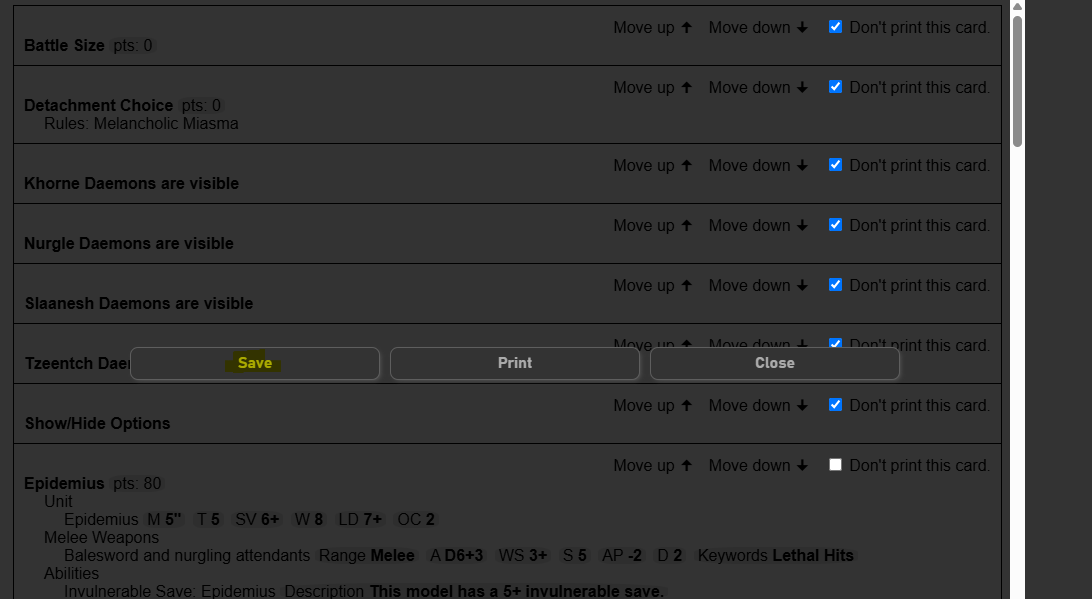 Move up ↑ Move down ↓ Don't print this card.
Battle Size pts: 0
Move up ↑ Move down ↓ Don't print this card.
Detachment Choice pts: 0
Rules: Melancholic Miasma
Move up ↑ Move down ↓ Don't print this card.
Khorne Daemons are visible
Move up ↑ Move down ↓ Don't print this card.
Nurgle Daemons are visible
Move up ↑ Move down ↓ Don't print this card.
Slaanesh Daemons are visible
Move up ↑ Move down ↓ Don't print this card.
Tzeentch
Save Print Close
Move up ↑ Move down ↓ Don't print this card.
Show/Hide Options
Move up ↑ Move down ↓ Don't print this card.
Epidemius pts: 80
Unit
Epidemius M 5" T 5 SV 6+ W 8 LD 7+ OC 2
Melee Weapons
Balesword and nurgling attendants Range Melee A D6+3 WS 3+ S 5 AP -2 D 2 Keywords Lethal Hits
Abilities
Invulnerable Save: Epidemius Description This model has a 5+ invulnerable save.